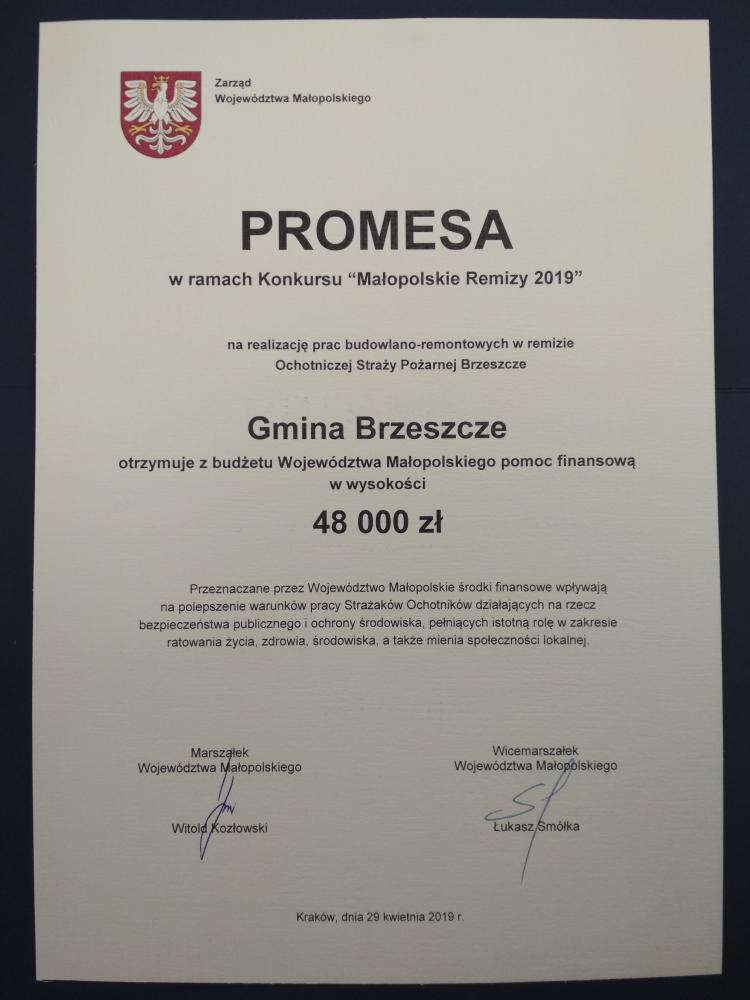 Zarząd
Województwa Małopolskiego
PROMESA
w ramach Konkursu “Małopolskie Remizy 2019”
na realizację prac budowlano-remontowych w remizie
Ochotniczej Straży Pożarnej Brzeszcze
Gmina Brzeszcze
otrzymuje z budżetu Województwa Małopolskiego pomoc finansową
w wysokości
48 000 zł
Przeznaczane przez Województwo Małopolskie środki finansowe wpływają
na polepszenie warunków pracy Strażaków Ochotników działających na rzecz
bezpieczeństwa publicznego i ochrony środowiska, pełniących istotną rolę w zakresie
ratowania życia, zdrowia, środowiska, a także mienia społeczności lokalnej.
Marszałek
Województwa Małopolskiego
Witold Kozłowski
Wicemarszałek
Województwa Małopolskiego
Łukasz Smółka
Kraków, dnia 29 kwietnia 2019 r.